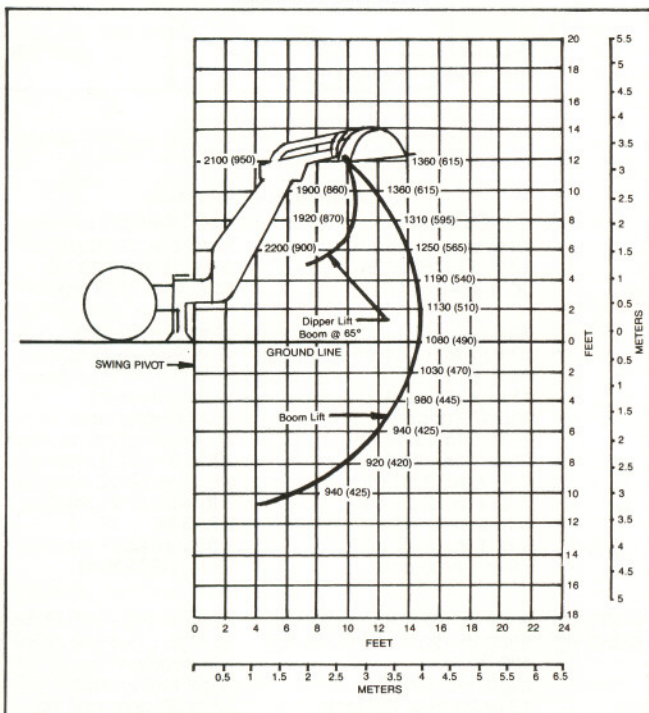 20 5.5
18 5
16 4.5
4
14 3.5
2100 (950) 12 3
1360 (615)
1900 (860) 1360 (615) 10 2.5
1920 (870) 1310 (595) 8 2
2200 (900) 1250 (565) 6 1.5
1190 (540) 4 1
1130 (510) 2 0.5
Dipper Lift
Boom @ 65°
0
1080 (490) 0
GROUND LINE
FEET
METERS
SWING PIVOT
0.5
1030 (470) 2 1
980 (445) 4 1.5
Boom Lift
940 (425) 6 2
920 (420) 8 2.5
940 (425) 10 3
12 3.5
14 4
16 4.5
18 5
0 2 4 6 8 10 12 14 16 18 20 22 24
FEET
0.5 1 1.5 2 2.5 3 3.5 4 4.5 5 5.5 6 6.5
METERS